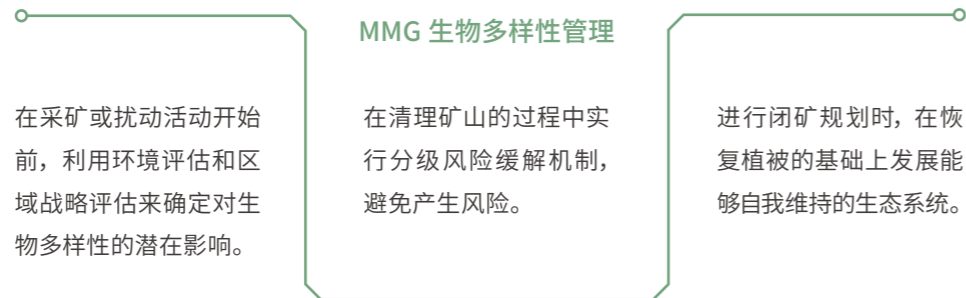 MMG 生物多样性管理
在采矿或扰动活动开始
前，利用环境评估和区
域战略评估来确定对生
物多样性的潜在影响。
在清理矿山的过程中实
行分级风险缓解机制，
避免产生风险。
进行闭矿规划时，在恢
复植被的基础上发展能
够自我维持的生态系统。